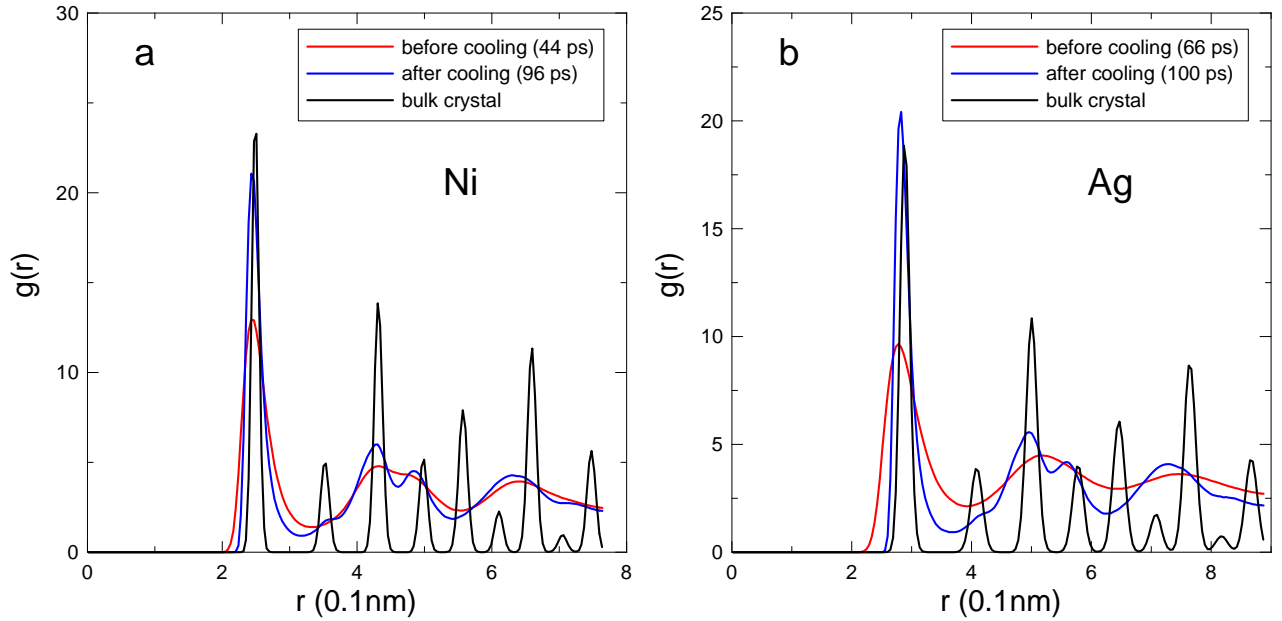 a
before cooling (44 ps)
after cooling (96 ps)
bulk crystal
Ni
g(r)
30
20
10
0
0 2 4 6 8
r (0.1nm)
b
before cooling (66 ps)
after cooling (100 ps)
bulk crystal
Ag
g(r)
25
20
15
10
5
0
0 2 4 6 8
r (0.1nm)